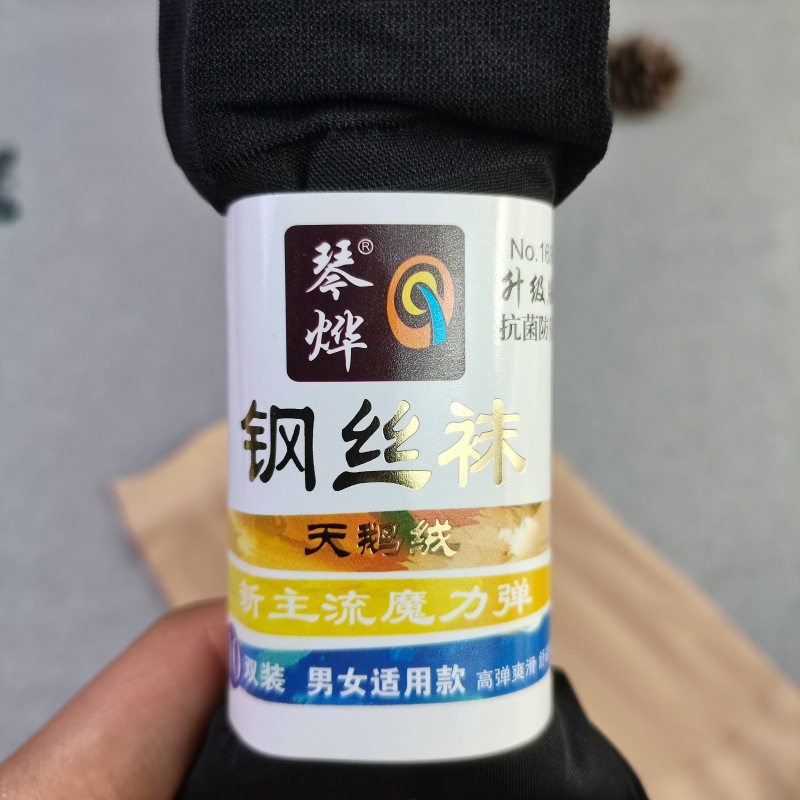 琴烨®
No.16
升级
抗菌防
钢丝袜
天鹅绒
新主流魔力弹
0双装 男女适用款 高弹爽滑